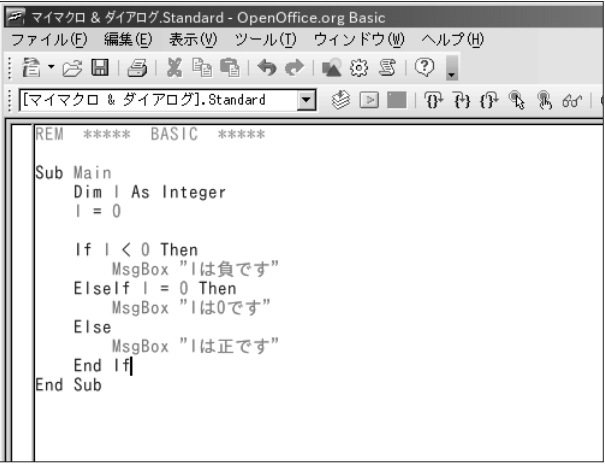 マイマクロ & ダイアログ.Standard - OpenOffice.org Basic
ファイル(F) 編集(E) 表示(V) ツール(T) ウィンドウ(W) ヘルプ(H)
[マイマクロ & ダイアログ].Standard
REM ***** BASIC *****
Sub Main
Dim I As Integer
I = 0
If I < 0 Then
MsgBox "Iは負です"
ElseIf I = 0 Then
MsgBox "Iは0です"
Else
MsgBox "Iは正です"
End If
End Sub